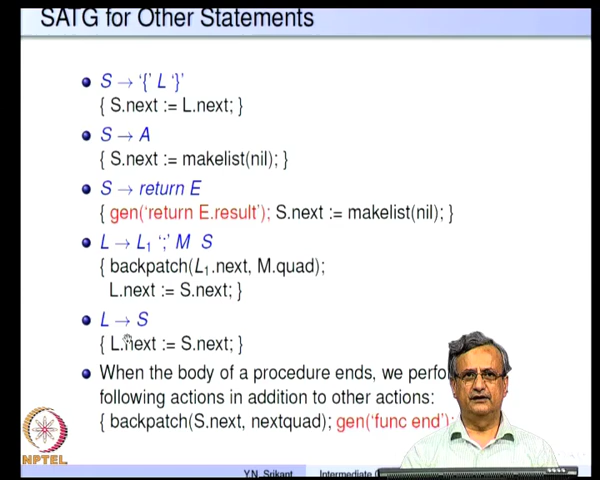 SATG for Other Statements
S → '{' L '}'
{ S.next := L.next; }
S → A
{ S.next := makelist(nil); }
S → return E
{ gen('return E.result'); S.next := makelist(nil); }
L → L₁ ';' M S
{ backpatch(L₁.next, M.quad);
L.next := S.next; }
L → S
{ L.next := S.next; }
When the body of a procedure ends, we perfo
following actions in addition to other actions:
{ backpatch(S.next, nextquad); gen('func end');
NPTEL
Y.N. Srikant Intermediate